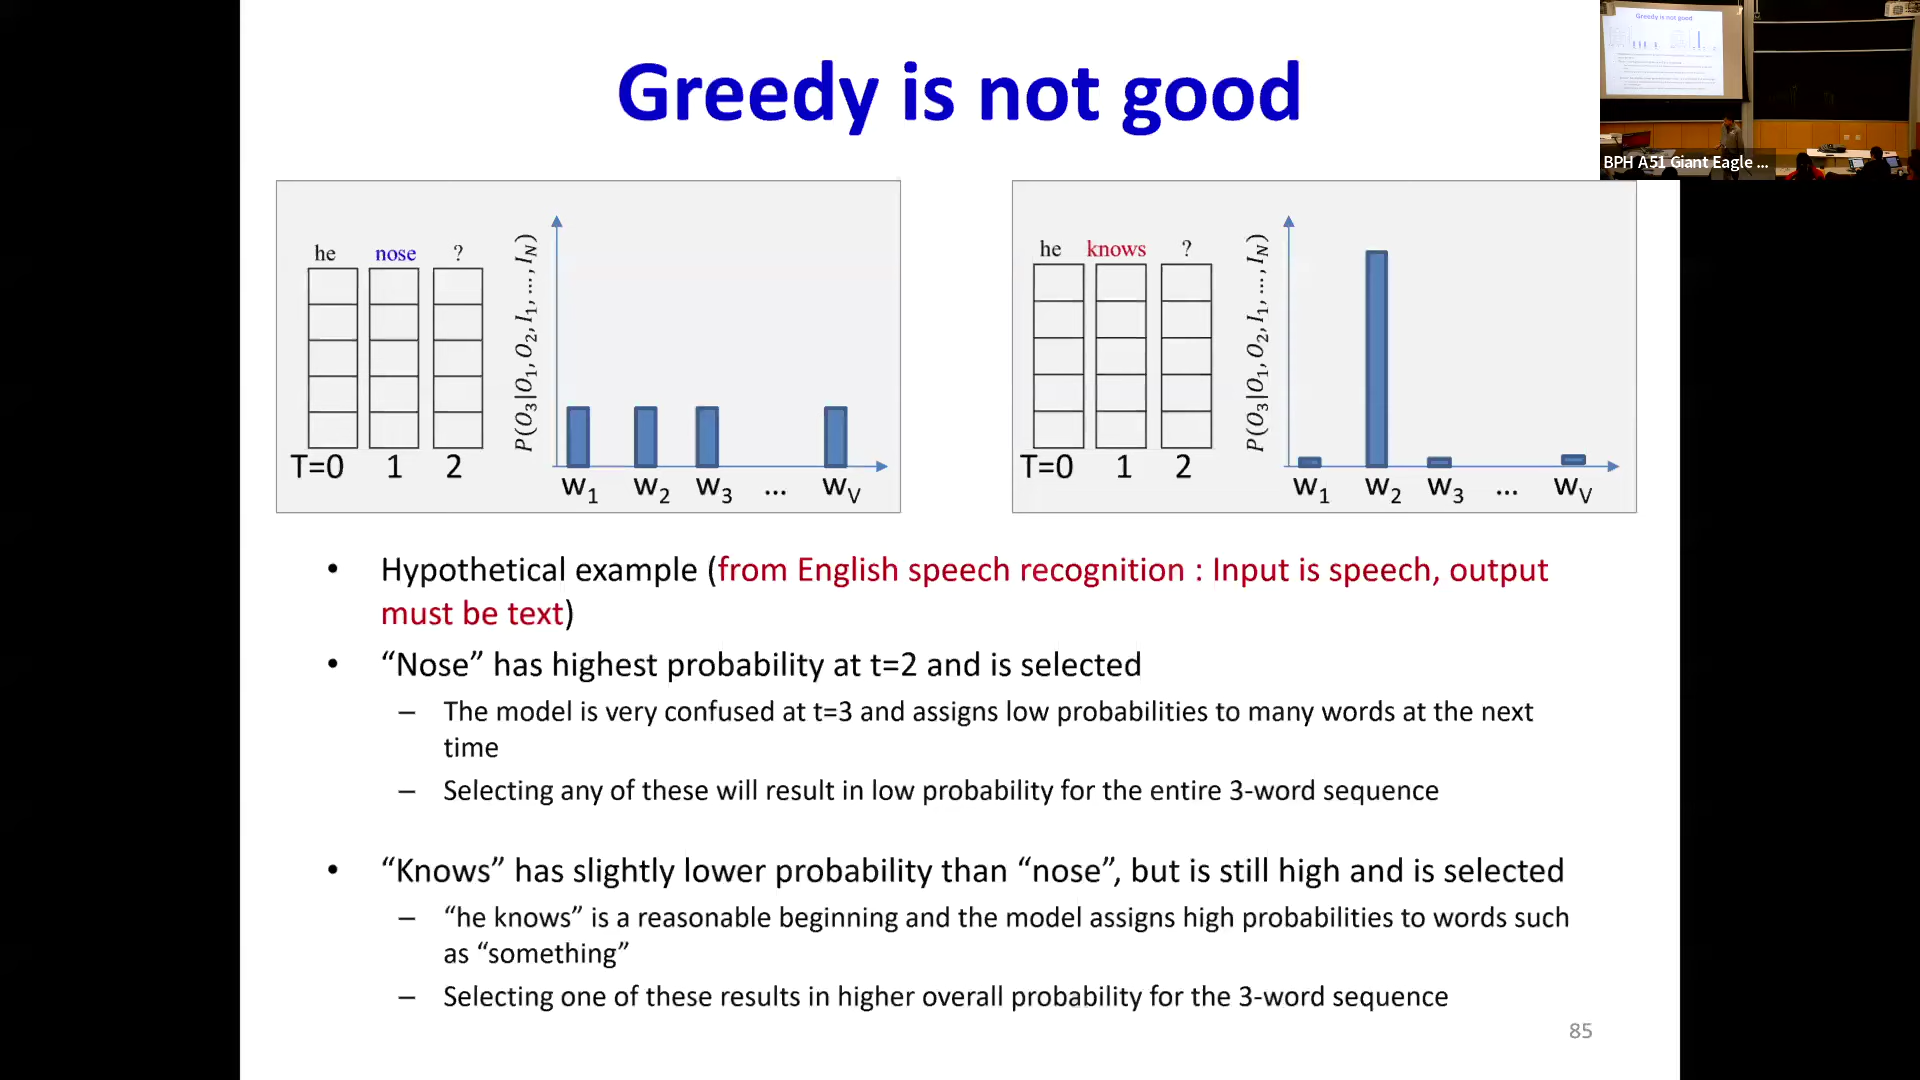 Greedy is not good
BPH A51 Giant Eagle ...
Greedy is not good
he nose ?
T=0 1 2
P(O₃|O₁, O₂, I₁, … , I_N)
w₁ w₂ w₃ ... w_V
he knows ?
T=0 1 2
P(O₃|O₁, O₂, I₁, … , I_N)
w₁ w₂ w₃ ... w_V
• Hypothetical example (from English speech recognition : Input is speech, output
must be text)
• “Nose” has highest probability at t=2 and is selected
– The model is very confused at t=3 and assigns low probabilities to many words at the next
time
– Selecting any of these will result in low probability for the entire 3-word sequence
• “Knows” has slightly lower probability than “nose”, but is still high and is selected
– “he knows” is a reasonable beginning and the model assigns high probabilities to words such
as “something”
– Selecting one of these results in higher overall probability for the 3-word sequence
85